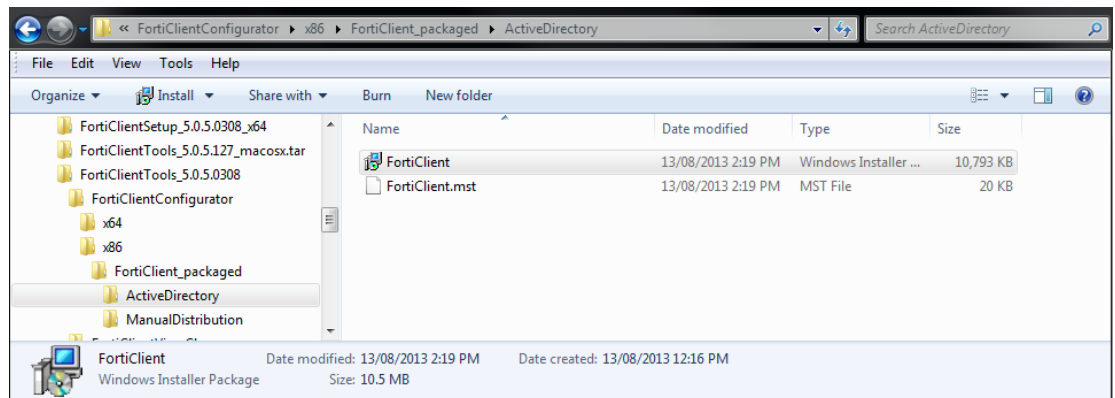 « FortiClientConfigurator ▸ x86 ▸ FortiClient_packaged ▸ ActiveDirectory
Search ActiveDirectory
File Edit View Tools Help
Organize Install Share with Burn New folder
FortiClientSetup_5.0.5.0308_x64
FortiClientTools_5.0.5.127_macosx.tar
FortiClientTools_5.0.5.0308
FortiClientConfigurator
x64
x86
FortiClient_packaged
ActiveDirectory
ManualDistribution
Name Date modified Type Size
FortiClient 13/08/2013 2:19 PM Windows Installer ... 10,793 KB
FortiClient.mst 13/08/2013 2:19 PM MST File 20 KB
FortiClient Date modified: 13/08/2013 2:19 PM Date created: 13/08/2013 12:16 PM
Windows Installer Package Size: 10.5 MB